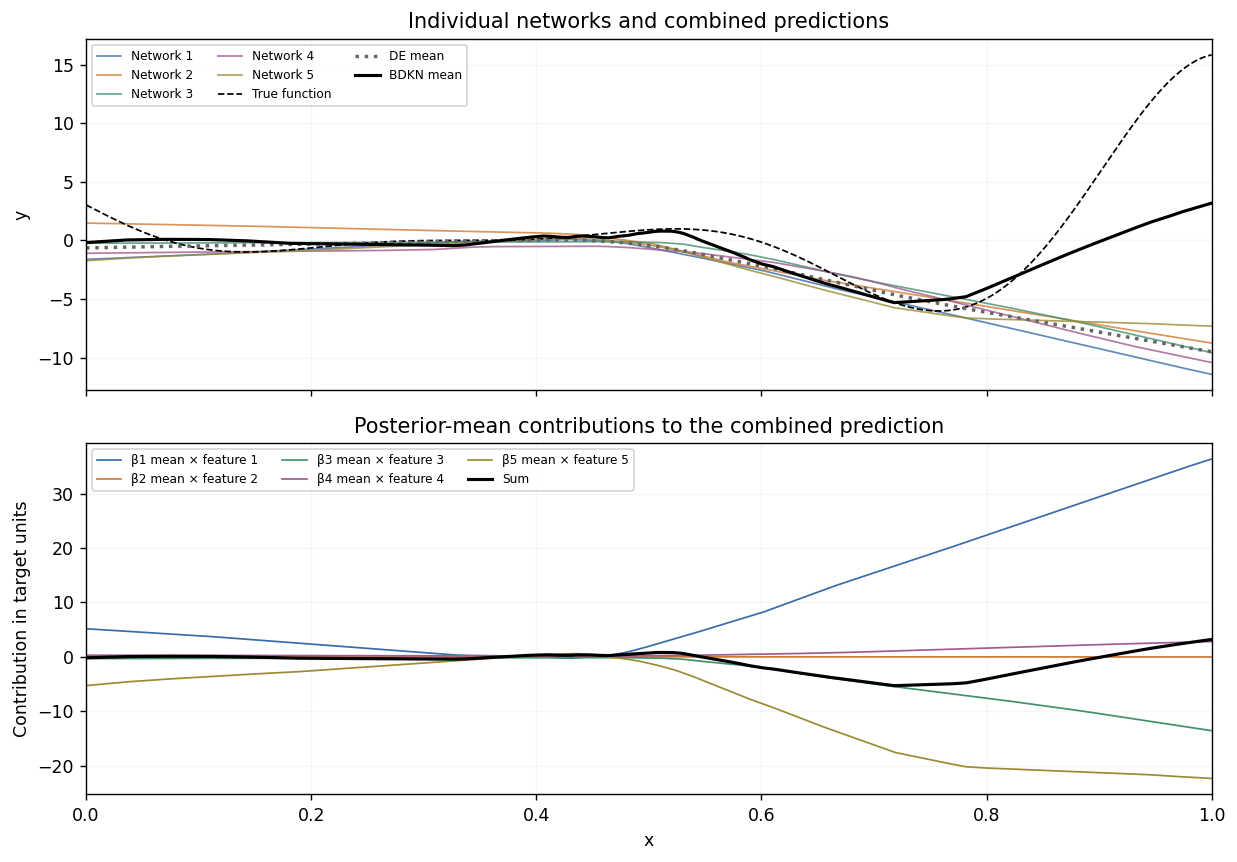 Individual networks and combined predictions
Network 1 Network 4 DE mean
Network 2 Network 5 BDKN mean
Network 3 True function
15
10
5
0
−5
−10
y
Posterior-mean contributions to the combined prediction
β1 mean × feature 1 β3 mean × feature 3 β5 mean × feature 5
β2 mean × feature 2 β4 mean × feature 4 Sum
30
20
10
0
−10
−20
Contribution in target units
0.0 0.2 0.4 0.6 0.8 1.0
x